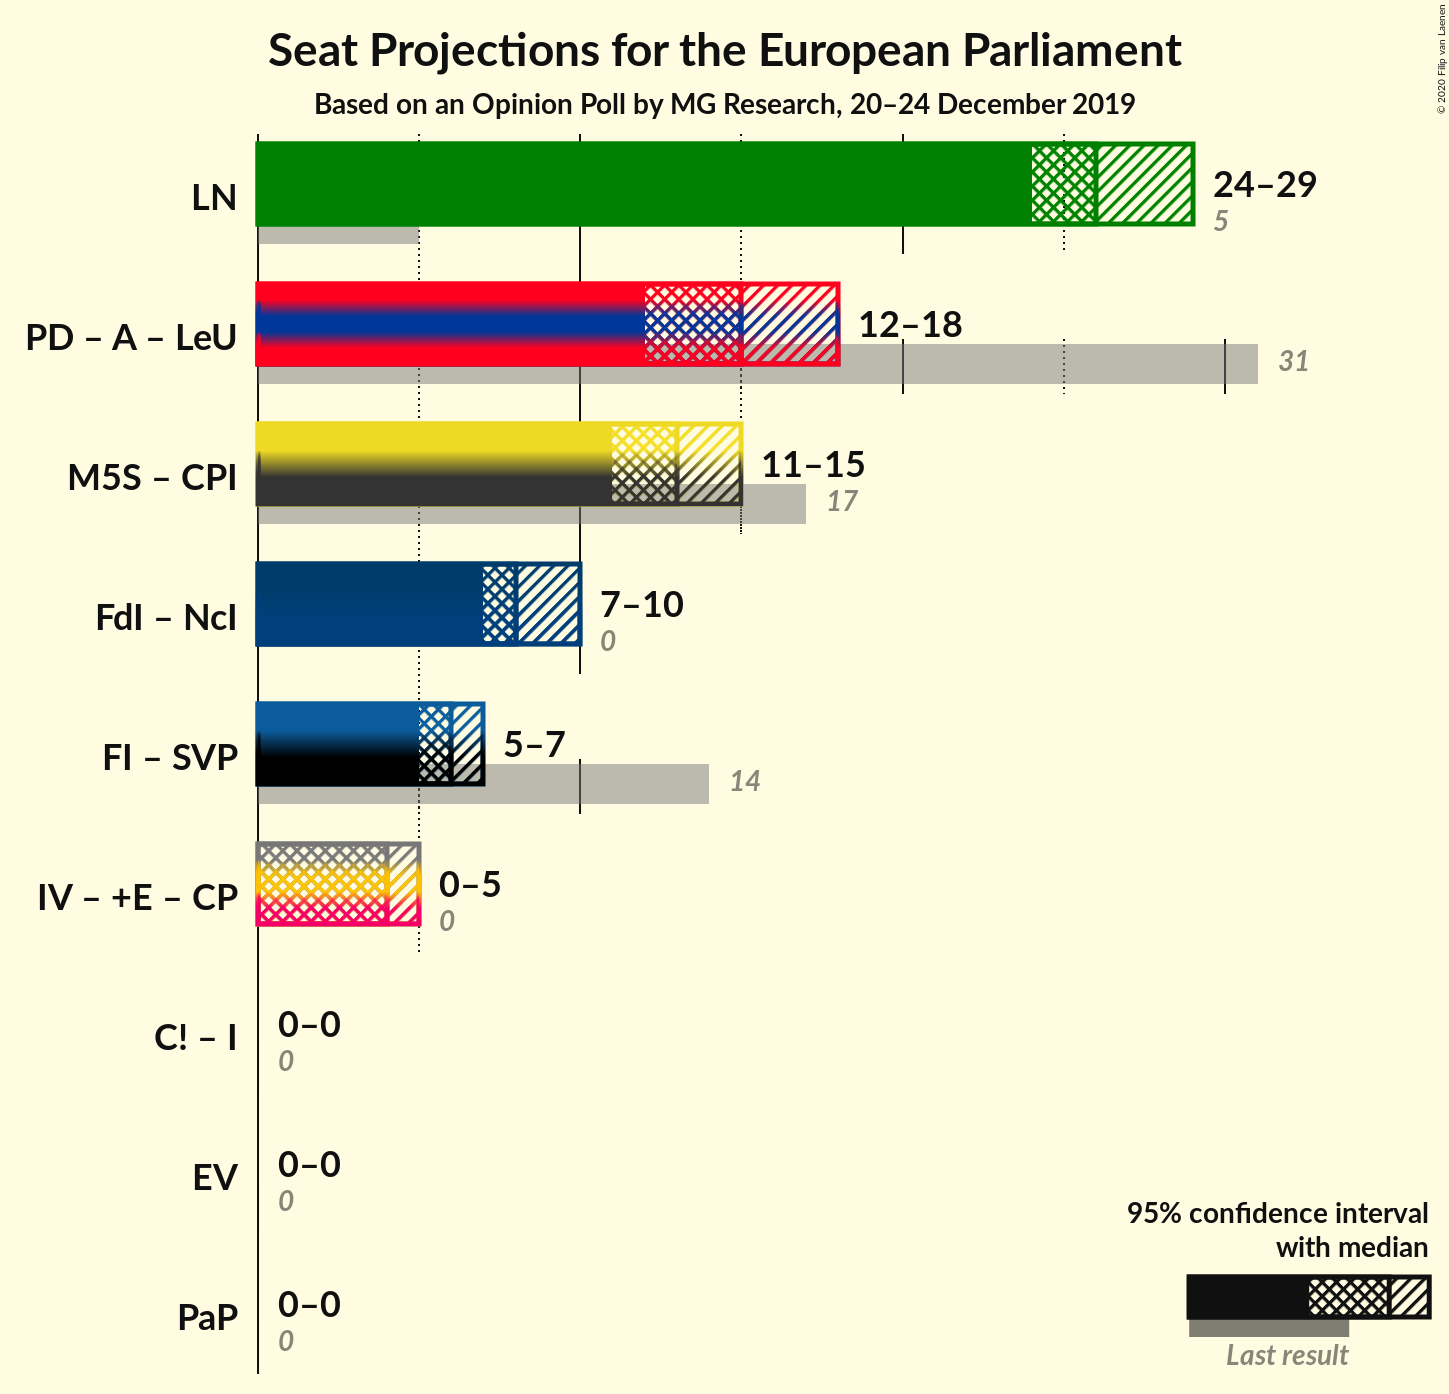 Seat Projections for the European Parliament
Based on an Opinion Poll by MG Research, 20–24 December 2019
© 2020 Filip van Laenen
LN
24–29
5
PD – A – LeU
12–18
31
M5S – CPI
11–15
17
FdI – NcI
7–10
0
FI – SVP
5–7
14
IV – +E – CP
0–5
0
C! – I
0–0
0
EV
0–0
0
PaP
0–0
0
95% confidence interval
with median
Last result